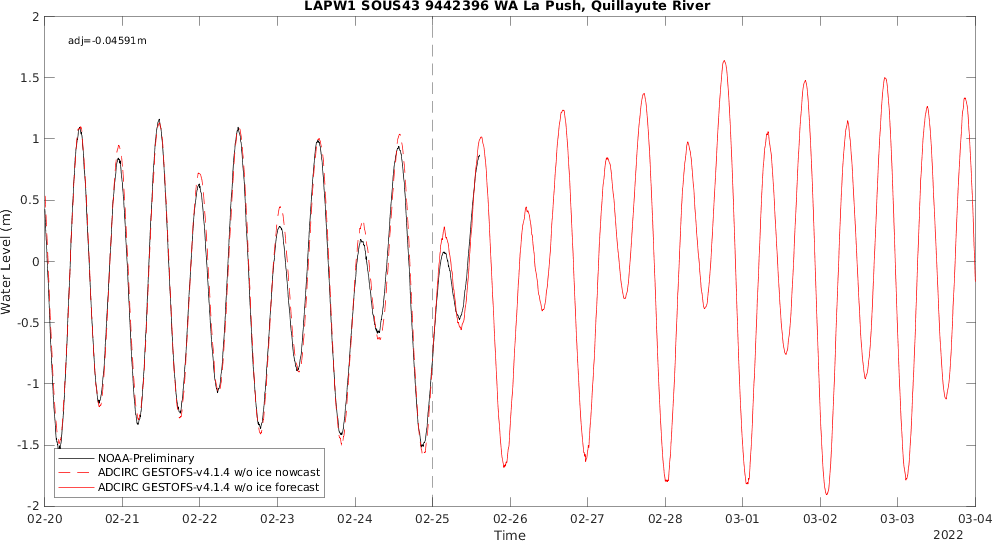 LAPW1 SOUS43 9442396 WA La Push, Quillayute River
2
1.5
1
0.5
0
-0.5
-1
-1.5
-2
Water Level (m)
adj=-0.04591m
NOAA-Preliminary
ADCIRC GESTOFS-v4.1.4 w/o ice nowcast
ADCIRC GESTOFS-v4.1.4 w/o ice forecast
02-20 02-21 02-22 02-23 02-24 02-25 02-26 02-27 02-28 03-01 03-02 03-03 03-04
Time
2022